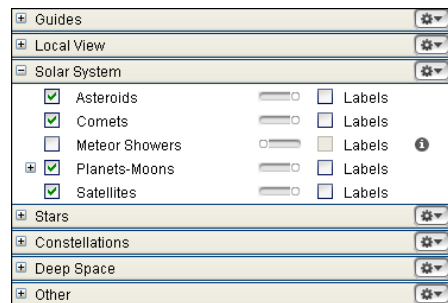 Guides
Local View
Solar System
Asteroids Labels
Comets Labels
Meteor Showers Labels
Planets-Moons Labels
Satellites Labels
Stars
Constellations
Deep Space
Other